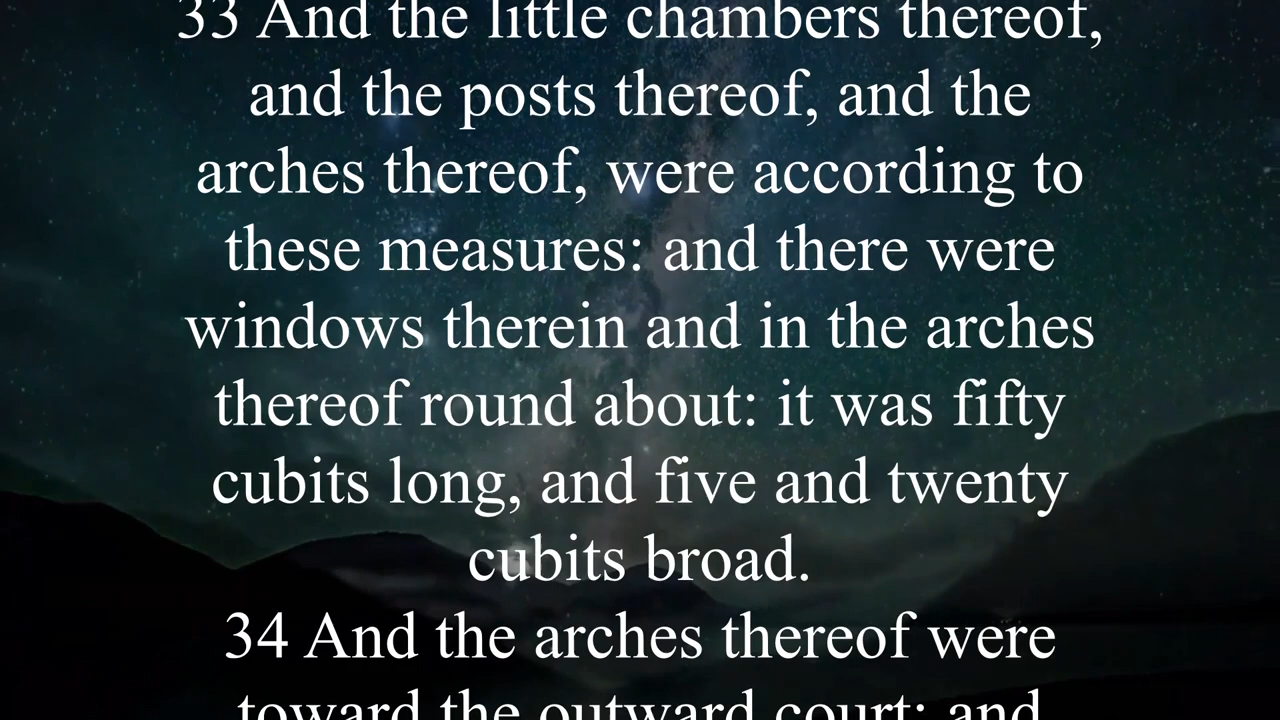 33 And the little chambers thereof,
and the posts thereof, and the
arches thereof, were according to
these measures: and there were
windows therein and in the arches
thereof round about: it was fifty
cubits long, and five and twenty
cubits broad.
34 And the arches thereof were
toward the outward court; and